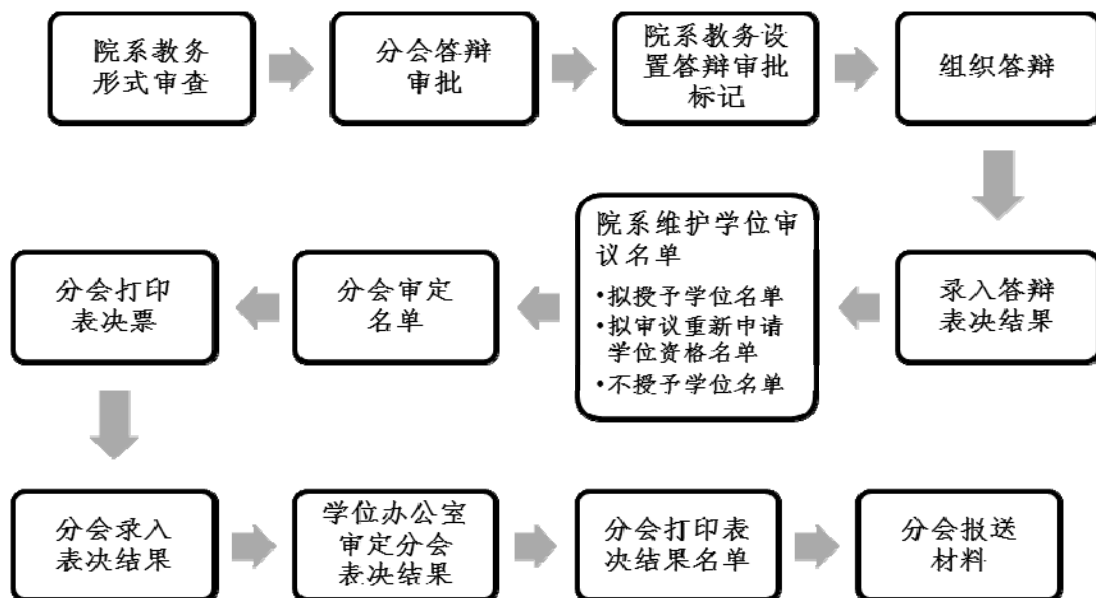 院系教务
形式审查
分会答辩
审批
院系教务设
置答辩审批
标记
组织答辩
录入答辩
表决结果
院系维护学位审
议名单
•拟授予学位名单
•拟审议重新申请
学位资格名单
•不授予学位名单
分会审定
名单
分会打印
表决票
分会录入
表决结果
学位办公室
审定分会
表决结果
分会打印表
决结果名单
分会报送
材料